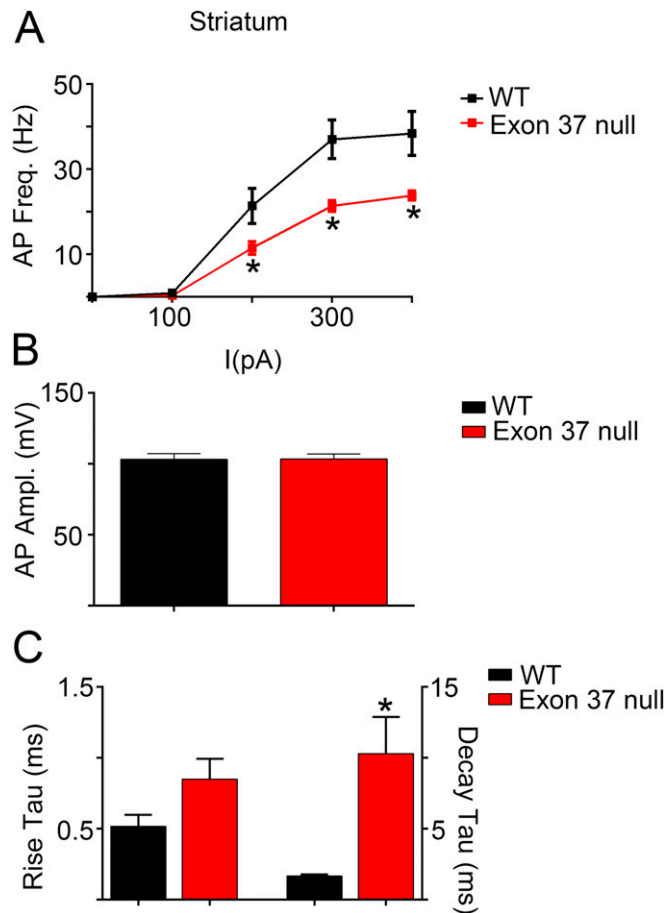 A
Striatum
50
30
10
AP Freq. (Hz)
WT
Exon 37 null
*
*
*
100
300
I(pA)
B
150
50
AP Ampl. (mV)
WT
Exon 37 null
C
1.5
0.5
Rise Tau (ms)
*
15
5
Decay Tau (ms)
WT
Exon 37 null